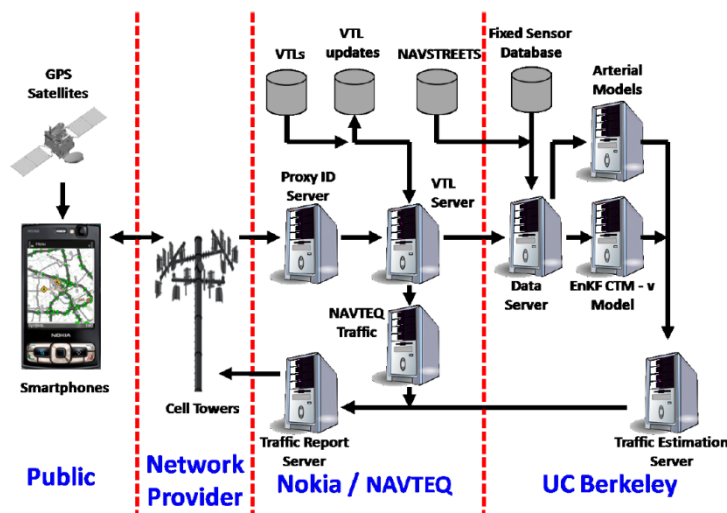 VTL
updates
Fixed Sensor
Database
VTLs
NAVSTREETS
GPS
Satellites
Arterial
Models
Proxy ID
Server
VTL
Server
Data
Server
EnKF CTM - v
Model
NAVTEQ
Traffic
NOKIA
Smartphones
Cell Towers
Traffic Report
Server
Traffic Estimation
Server
Public
Network
Provider
Nokia / NAVTEQ
UC Berkeley